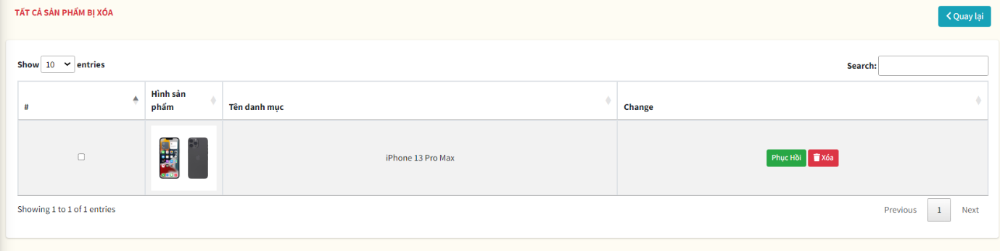 TẤT CẢ SẢN PHẨM BỊ XÓA
Quay lại
Show 10 entries
Search:
#
Hình sản
phẩm
Tên danh mục
Change
iPhone 13 Pro Max
Phục Hồi
Xóa
Showing 1 to 1 of 1 entries
Previous 1 Next